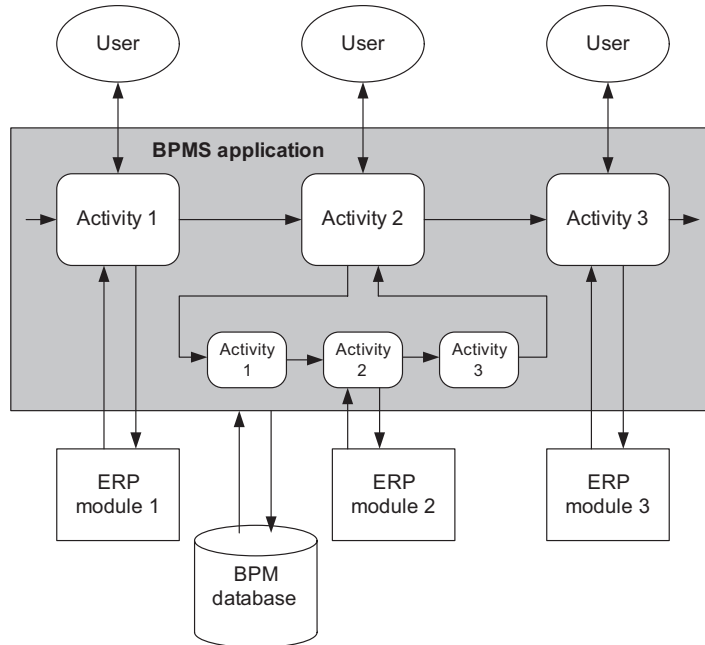 User
User
User
BPMS application
Activity 1
Activity 2
Activity 3
Activity
1
Activity
2
Activity
3
ERP
module 1
ERP
module 2
ERP
module 3
BPM
database